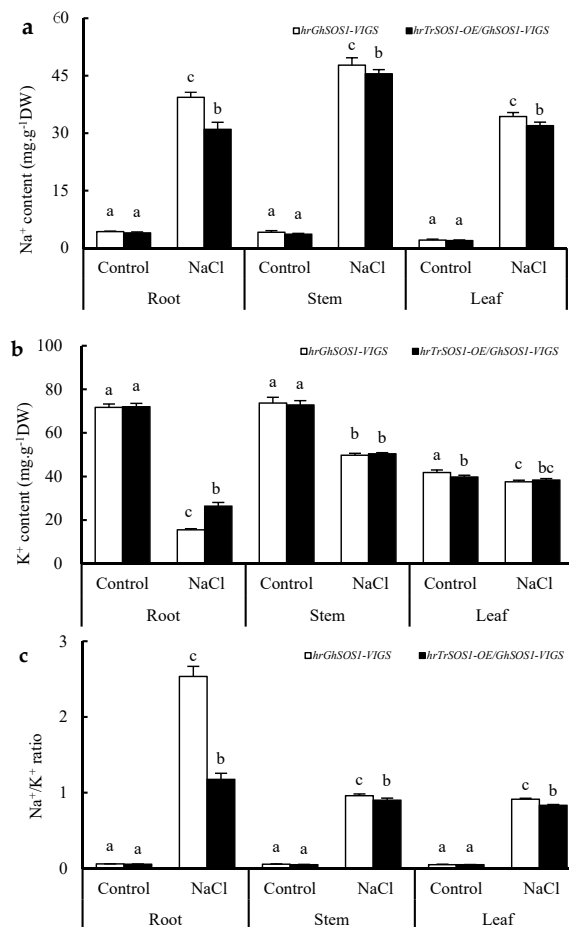 a
hrGhSOS1-VIGS hrTrSOS1-OE/GhSOS1-VIGS
Na⁺ content (mg.g⁻¹DW)
60
45
30
15
0
a a c b a a c b a a c b
Control NaCl Control NaCl Control NaCl
Root Stem Leaf
b
hrGhSOS1-VIGS hrTrSOS1-OE/GhSOS1-VIGS
K⁺ content (mg.g⁻¹DW)
100
80
60
40
20
0
a a c b a a b b a b c bc
Control NaCl Control NaCl Control NaCl
Root Stem Leaf
c
hrGhSOS1-VIGS hrTrSOS1-OE/GhSOS1-VIGS
Na⁺/K⁺ ratio
3
2
1
0
a a c b a a c b a a c b
Control NaCl Control NaCl Control NaCl
Root Stem Leaf